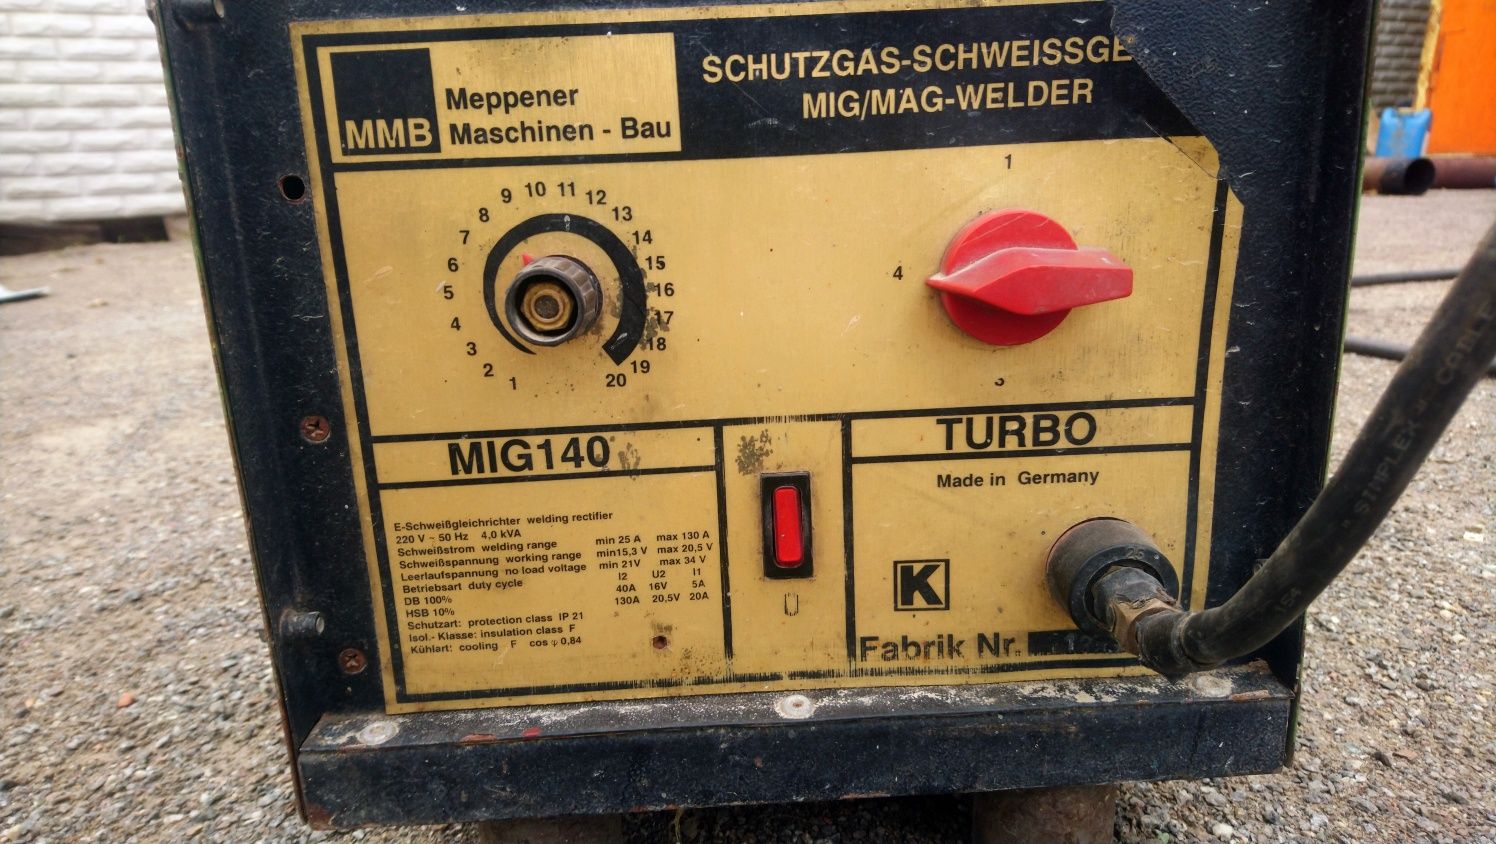 MMB
Meppener
Maschinen - Bau
SCHUTZGAS-SCHWEISSGE
MIG/MAG-WELDER
1
2
3
4
5
6
7
8
9
10
11
12
13
14
15
16
17
18
19
20
1
4
3
MIG140
TURBO
Made in Germany
E-Schweißgleichrichter welding rectifier
220 V ~ 50 Hz 4,0 kVA
Schweißstrom welding range min 25 A max 130 A
Schweißspannung working range min15,3 V max 20,5 V
Leerlaufspannung no load voltage min 21V max 34 V
Betriebsart duty cycle I2 U2 I1
DB 100% 40A 16V 5A
HSB 10% 130A 20,5V 20A
Schutzart: protection class IP 21
Isol.- Klasse: insulation class F
Kühlart: cooling F cos φ 0,84
Ü
K
25
Fabrik Nr.